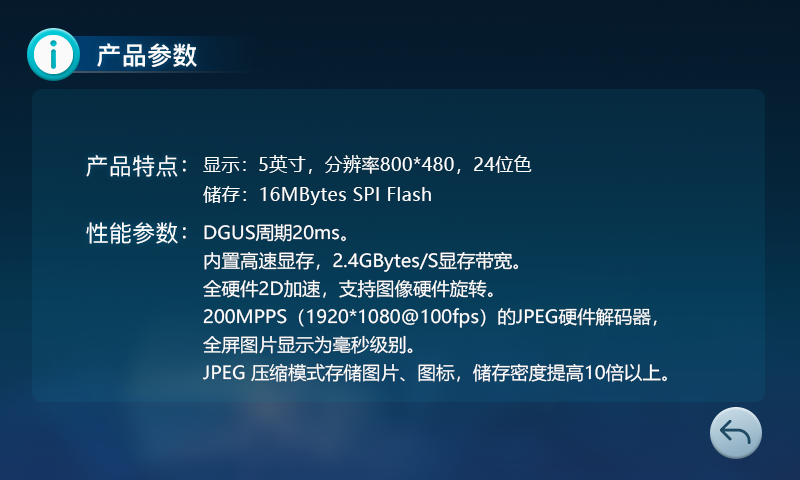 产品参数
产品特点：显示：5英寸，分辨率800*480，24位色
储存：16MBytes SPI Flash
性能参数：DGUS周期20ms。
内置高速显存，2.4GBytes/S显存带宽。
全硬件2D加速，支持图像硬件旋转。
200MPPS（1920*1080@100fps）的JPEG硬件解码器，
全屏图片显示为毫秒级别。
JPEG 压缩模式存储图片、图标，储存密度提高10倍以上。